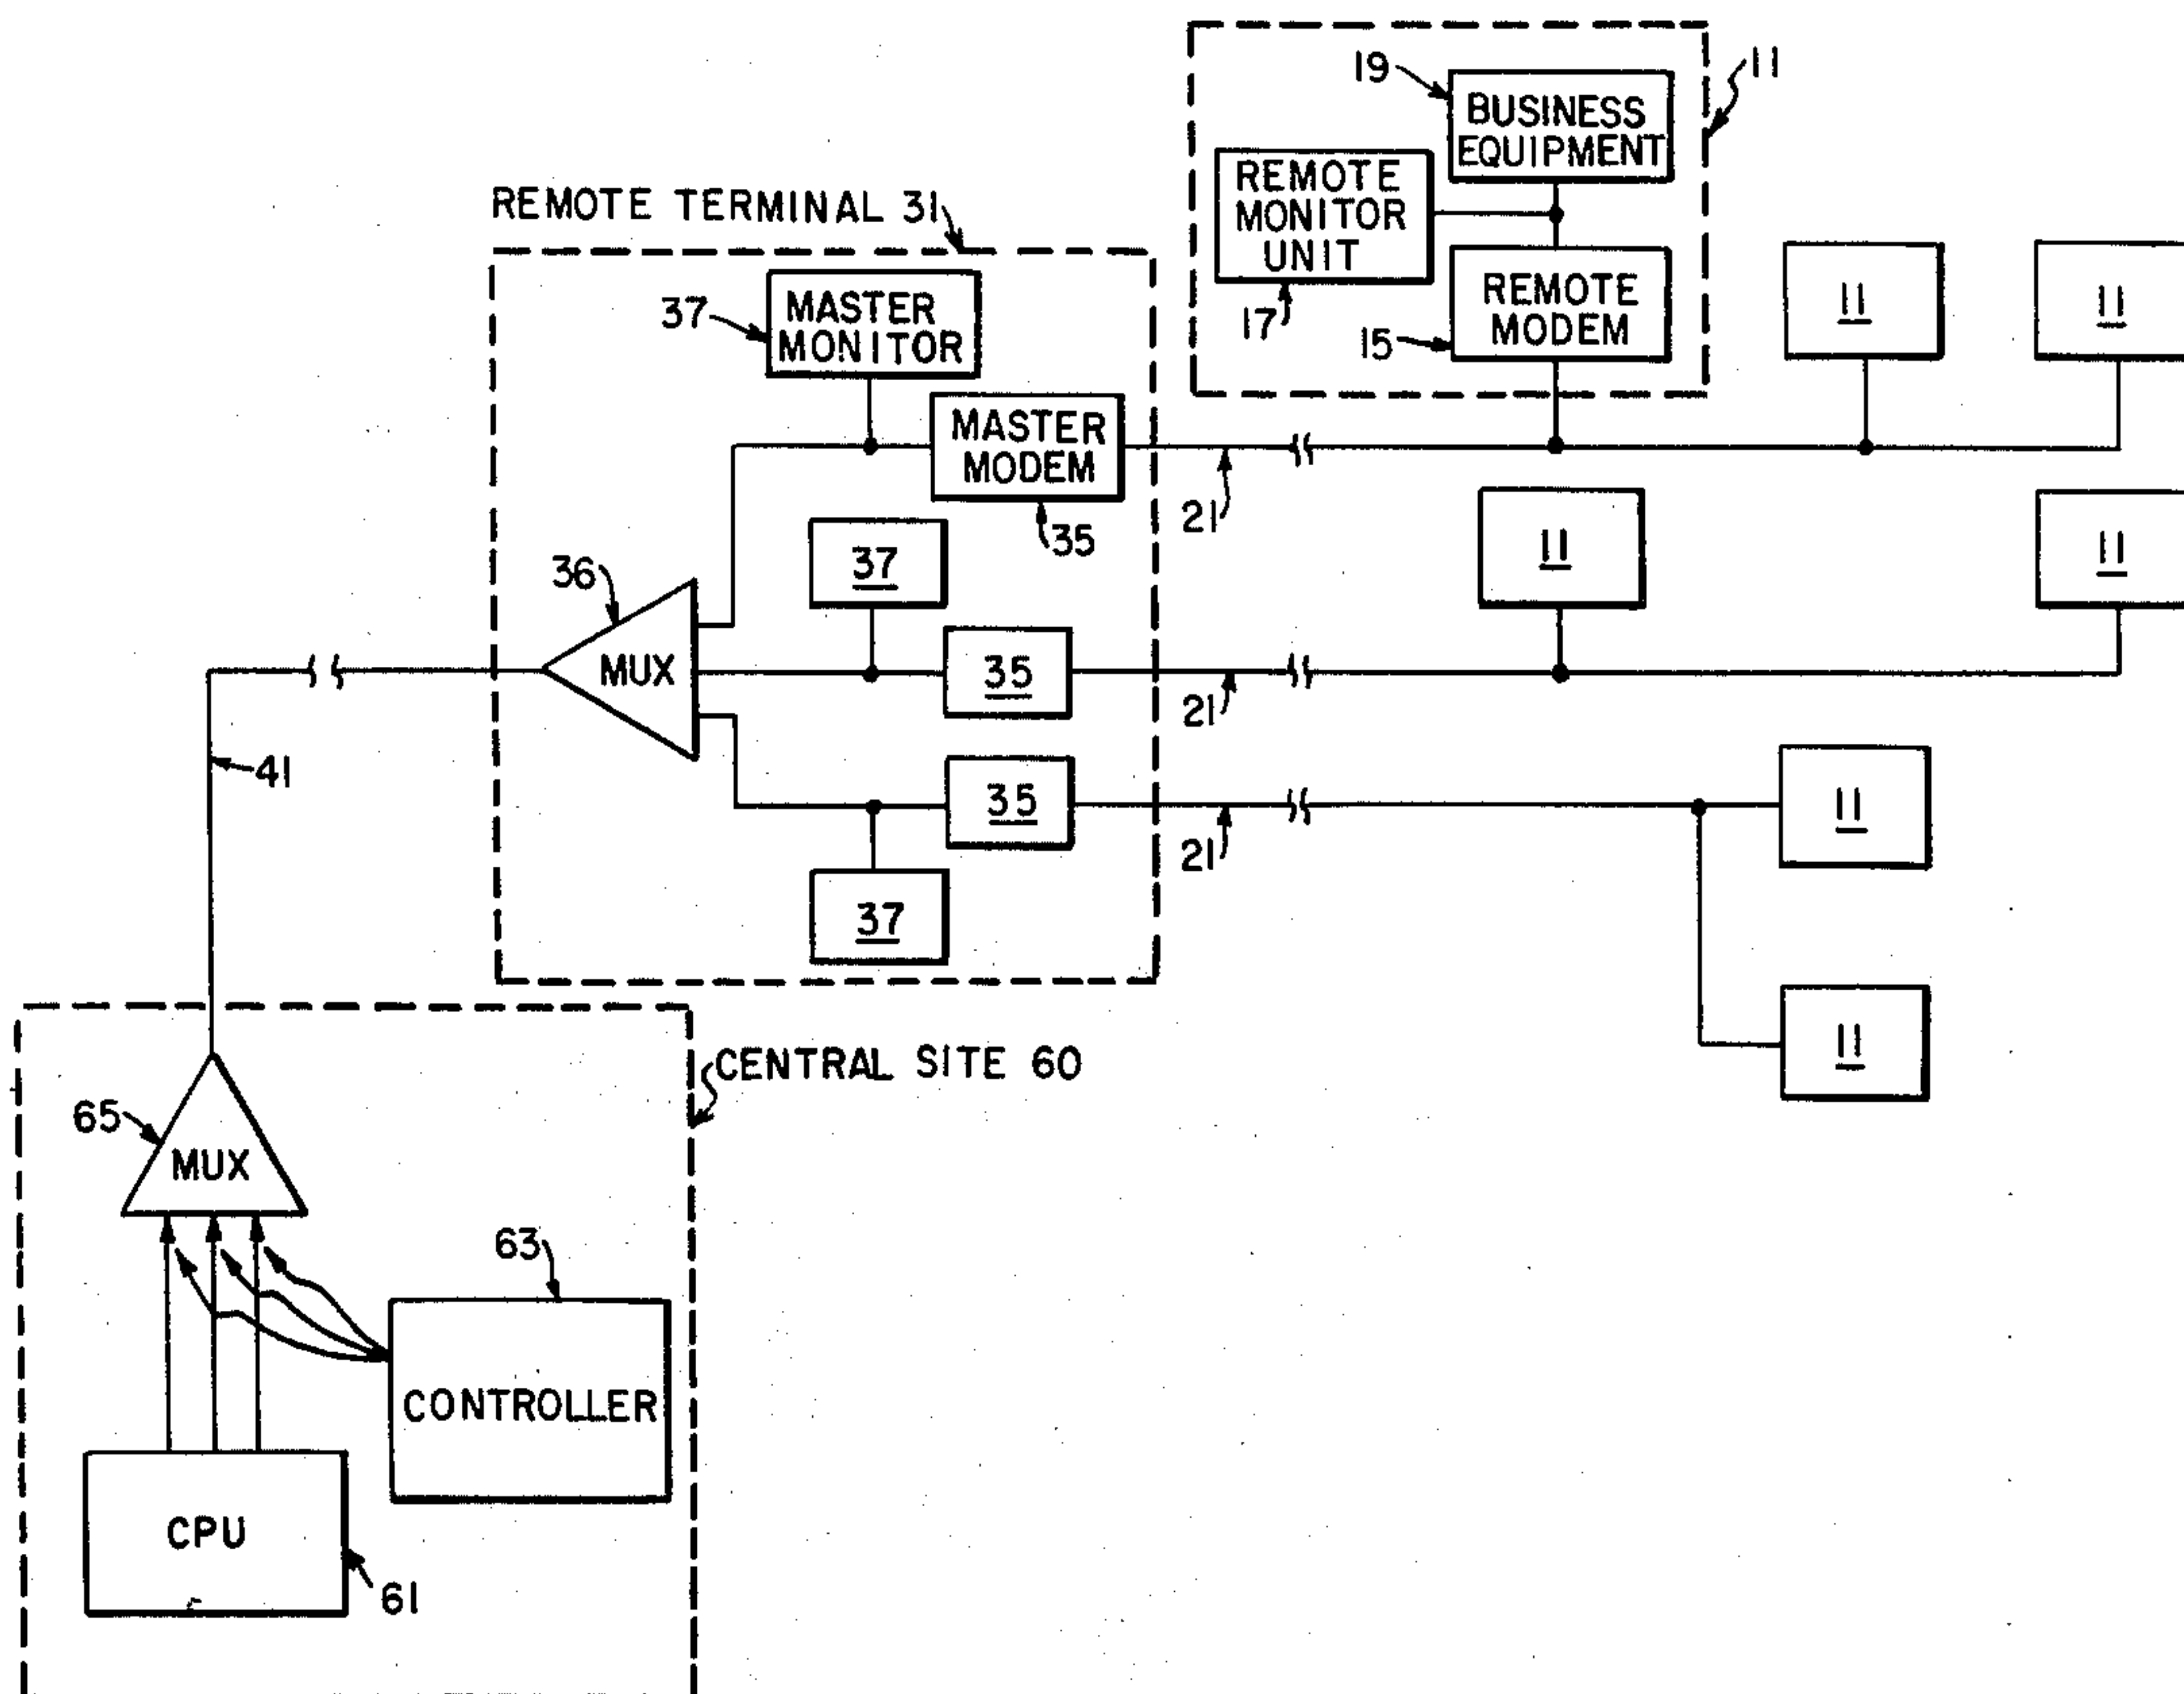 19
BUSINESS
EQUIPMENT
11
REMOTE
MONITOR
UNIT
17
REMOTE
MODEM
15
11
11
REMOTE TERMINAL 31
37
MASTER
MONITOR
MASTER
MODEM
35
21
11
11
37
36
MUX
35
21
41
35
21
11
37
11
CENTRAL SITE 60
65
MUX
63
CONTROLLER
CPU
61